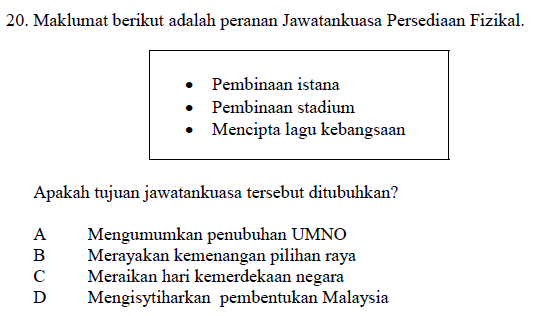 20. Maklumat berikut adalah peranan Jawatankuasa Persediaan Fizikal.
• Pembinaan istana
• Pembinaan stadium
• Mencipta lagu kebangsaan
Apakah tujuan jawatankuasa tersebut ditubuhkan?
A Mengumumkan penubuhan UMNO
B Merayakan kemenangan pilihan raya
C Meraikan hari kemerdekaan negara
D Mengisytiharkan pembentukan Malaysia